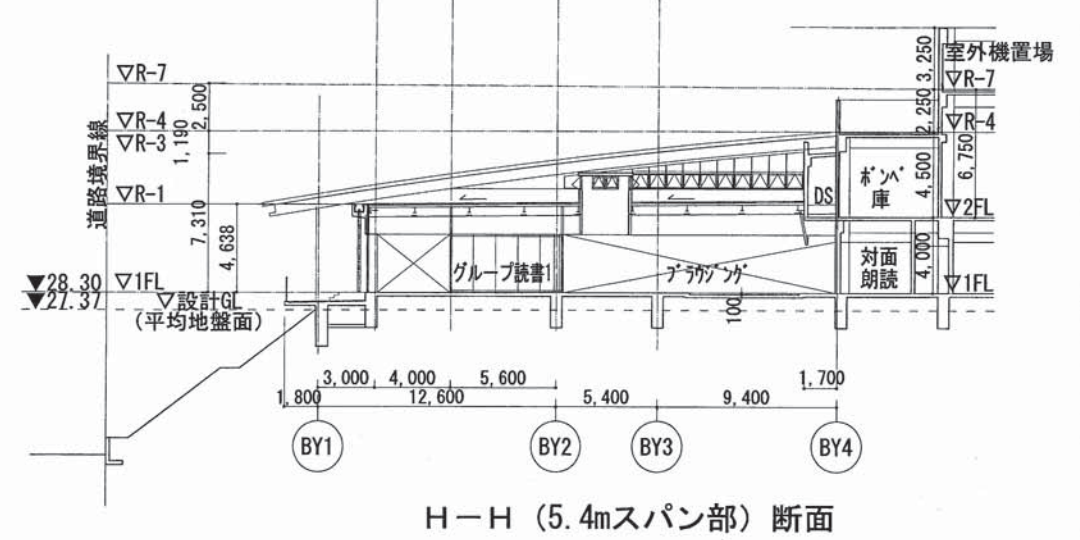 室外機置場
3,250
▽R-7
▽R-7
2,500
2,250
▽R-4
▽R-4
▽R-3
1,190
道路境界線
6,750
4,500
ボンベ
庫
DS
▽R-1
▽2FL
7,310
4,638
4,000
対面
朗読
グループ読書1
ブラウジング
▼28.30
▽1FL
▽1FL
▼27.37
▽設計GL
(平均地盤面)
100
3,000
4,000
5,600
1,700
1,800
12,600
5,400
9,400
BY1
BY2
BY3
BY4
H-H (5.4mスパン部) 断面